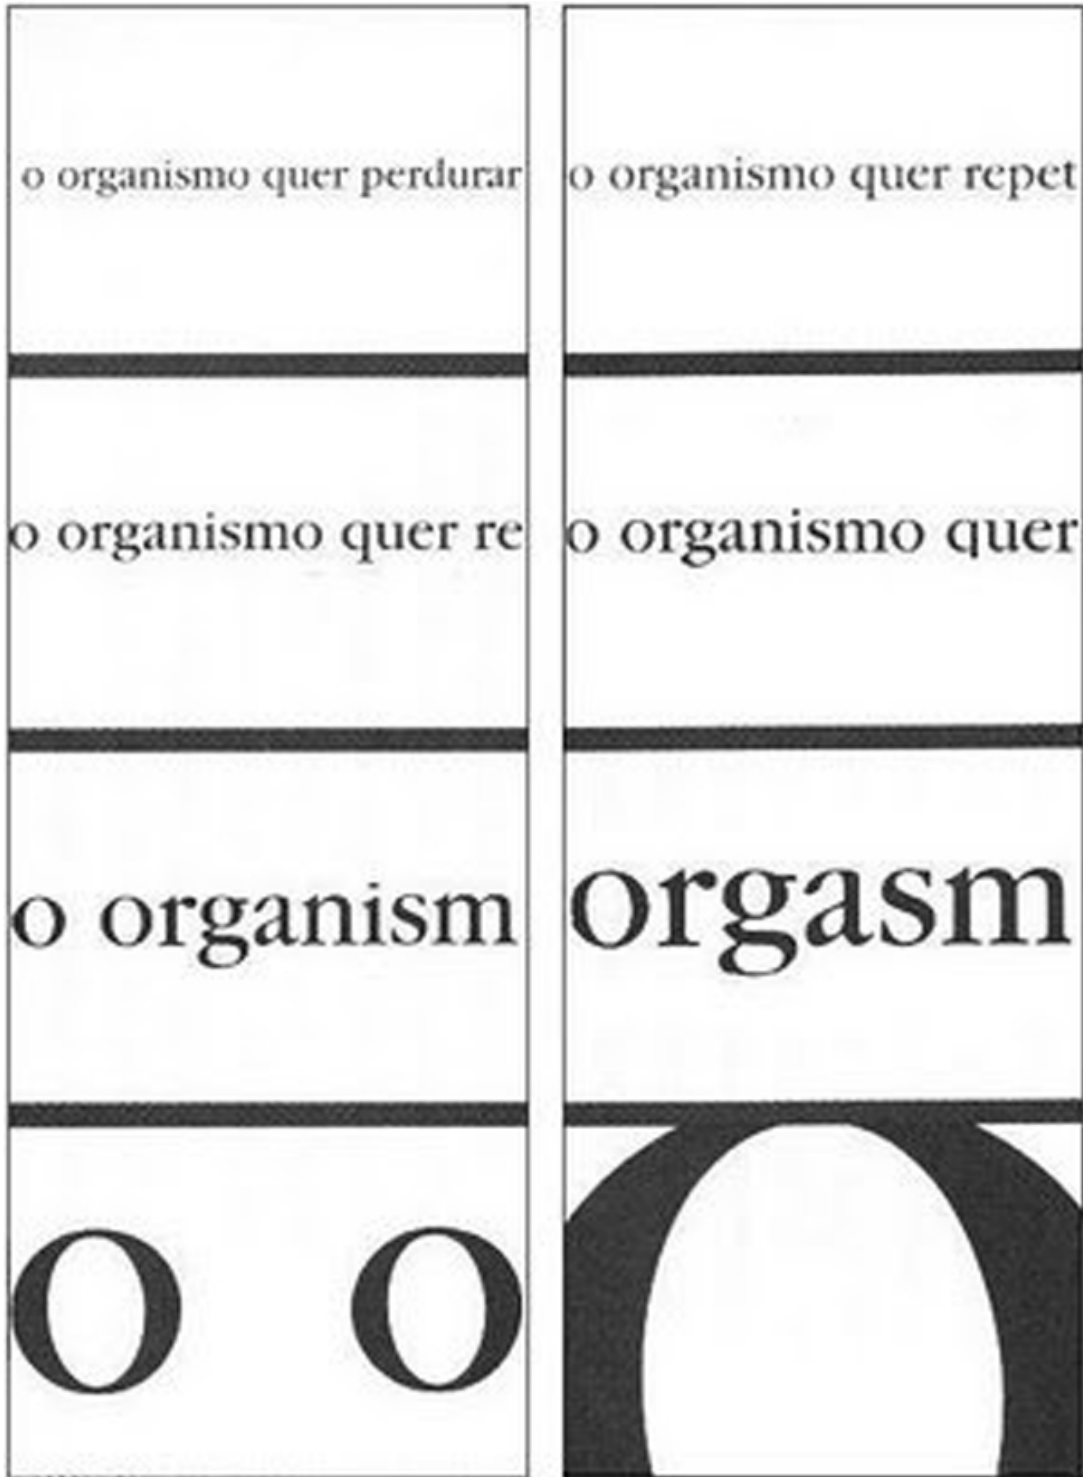 o organismo quer perdurar
o organismo quer repet
o organismo quer re
o organismo quer
o organism
orgasm
o o
o